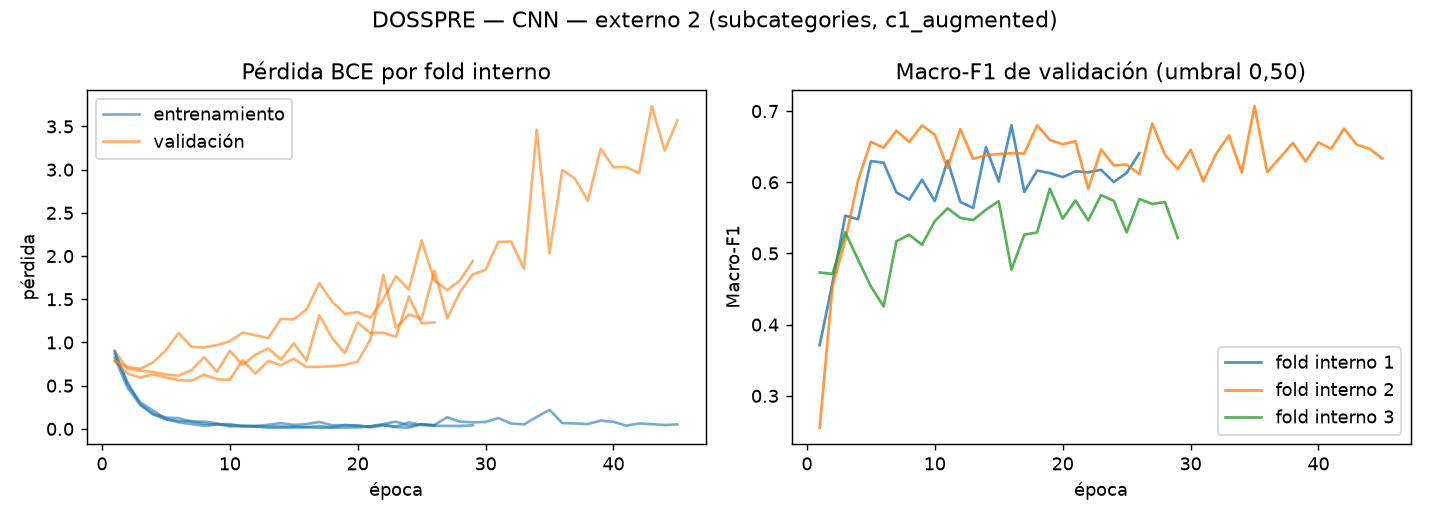 DOSSPRE — CNN — externo 2 (subcategories, c1_augmented)
Pérdida BCE por fold interno
entrenamiento
validación
3.5
3.0
2.5
2.0
1.5
1.0
0.5
0.0
pérdida
0
10
20
30
40
época
Macro-F1 de validación (umbral 0,50)
0.7
0.6
0.5
0.4
0.3
Macro-F1
fold interno 1
fold interno 2
fold interno 3
0
10
20
30
40
época